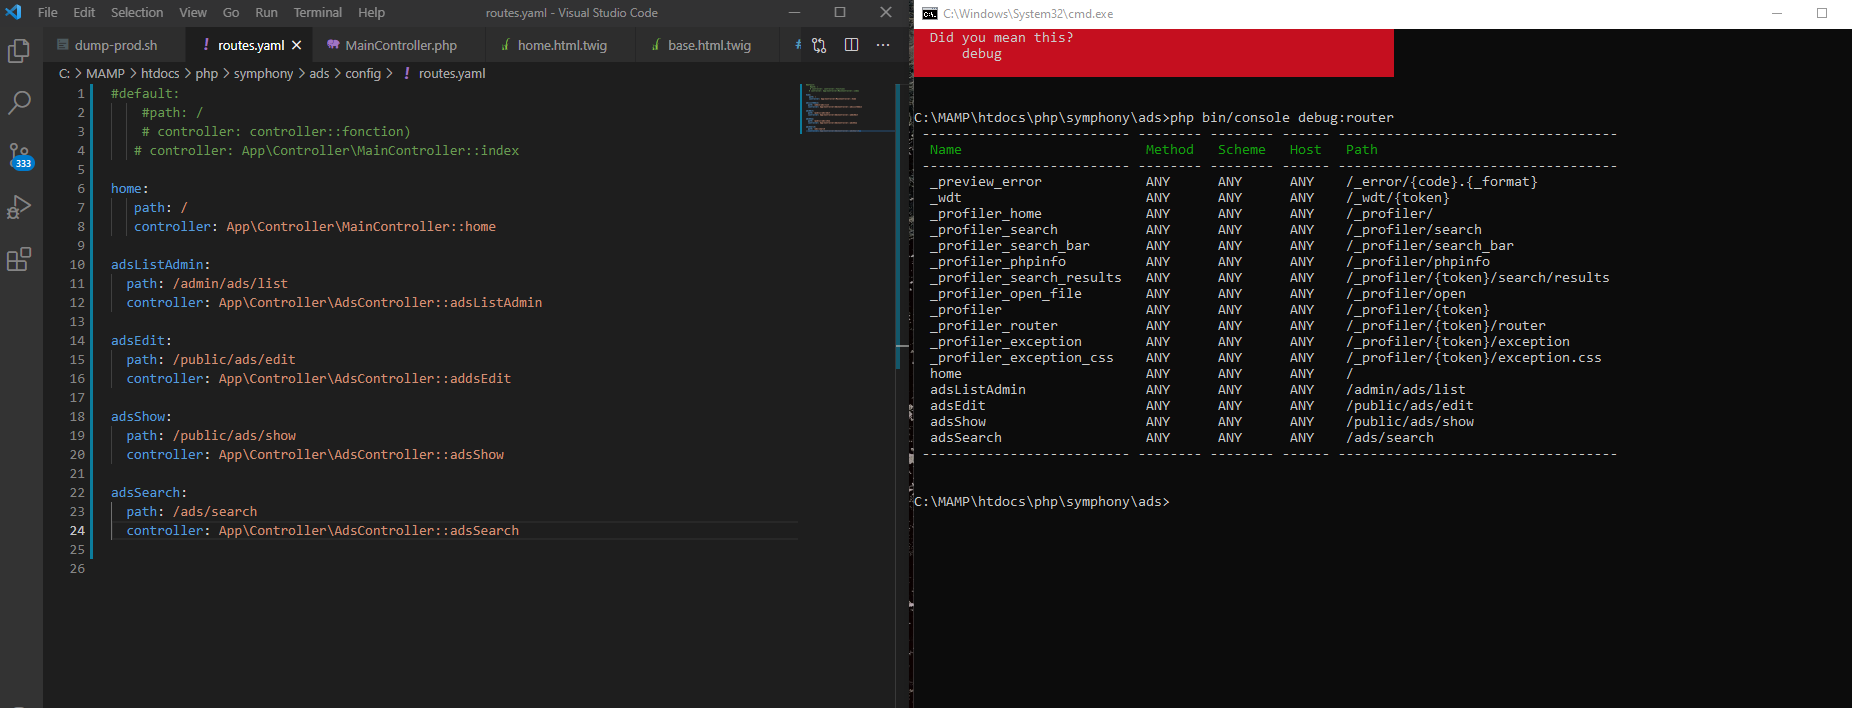 File Edit Selection View Go Run Terminal Help routes.yaml - Visual Studio Code
dump-prod.sh ! routes.yaml MainController.php home.html.twig base.html.twig
C: > MAMP > htdocs > php > symphony > ads > config > ! routes.yaml
333
1 #default:
2 #path: /
3 # controller: controller::fonction)
4 # controller: App\Controller\MainController::index
5
6 home:
7 path: /
8 controller: App\Controller\MainController::home
9
10 adsListAdmin:
11 path: /admin/ads/list
12 controller: App\Controller\AdsController::adsListAdmin
13
14 adsEdit:
15 path: /public/ads/edit
16 controller: App\Controller\AdsController::addsEdit
17
18 adsShow:
19 path: /public/ads/show
20 controller: App\Controller\AdsController::adsShow
21
22 adsSearch:
23 path: /ads/search
24 controller: App\Controller\AdsController::adsSearch
25
26
C:\Windows\System32\cmd.exe
Did you mean this?
debug
C:\MAMP\htdocs\php\symphony\ads>php bin/console debug:router
-------------------------- -------- -------- ------ -----------------------------------
Name Method Scheme Host Path
-------------------------- -------- -------- ------ -----------------------------------
_preview_error ANY ANY ANY /_error/{code}.{_format}
_wdt ANY ANY ANY /_wdt/{token}
_profiler_home ANY ANY ANY /_profiler/
_profiler_search ANY ANY ANY /_profiler/search
_profiler_search_bar ANY ANY ANY /_profiler/search_bar
_profiler_phpinfo ANY ANY ANY /_profiler/phpinfo
_profiler_search_results ANY ANY ANY /_profiler/{token}/search/results
_profiler_open_file ANY ANY ANY /_profiler/open
_profiler ANY ANY ANY /_profiler/{token}
_profiler_router ANY ANY ANY /_profiler/{token}/router
_profiler_exception ANY ANY ANY /_profiler/{token}/exception
_profiler_exception_css ANY ANY ANY /_profiler/{token}/exception.css
home ANY ANY ANY /
adsListAdmin ANY ANY ANY /admin/ads/list
adsEdit ANY ANY ANY /public/ads/edit
adsShow ANY ANY ANY /public/ads/show
adsSearch ANY ANY ANY /ads/search
-------------------------- -------- -------- ------ -----------------------------------
C:\MAMP\htdocs\php\symphony\ads>